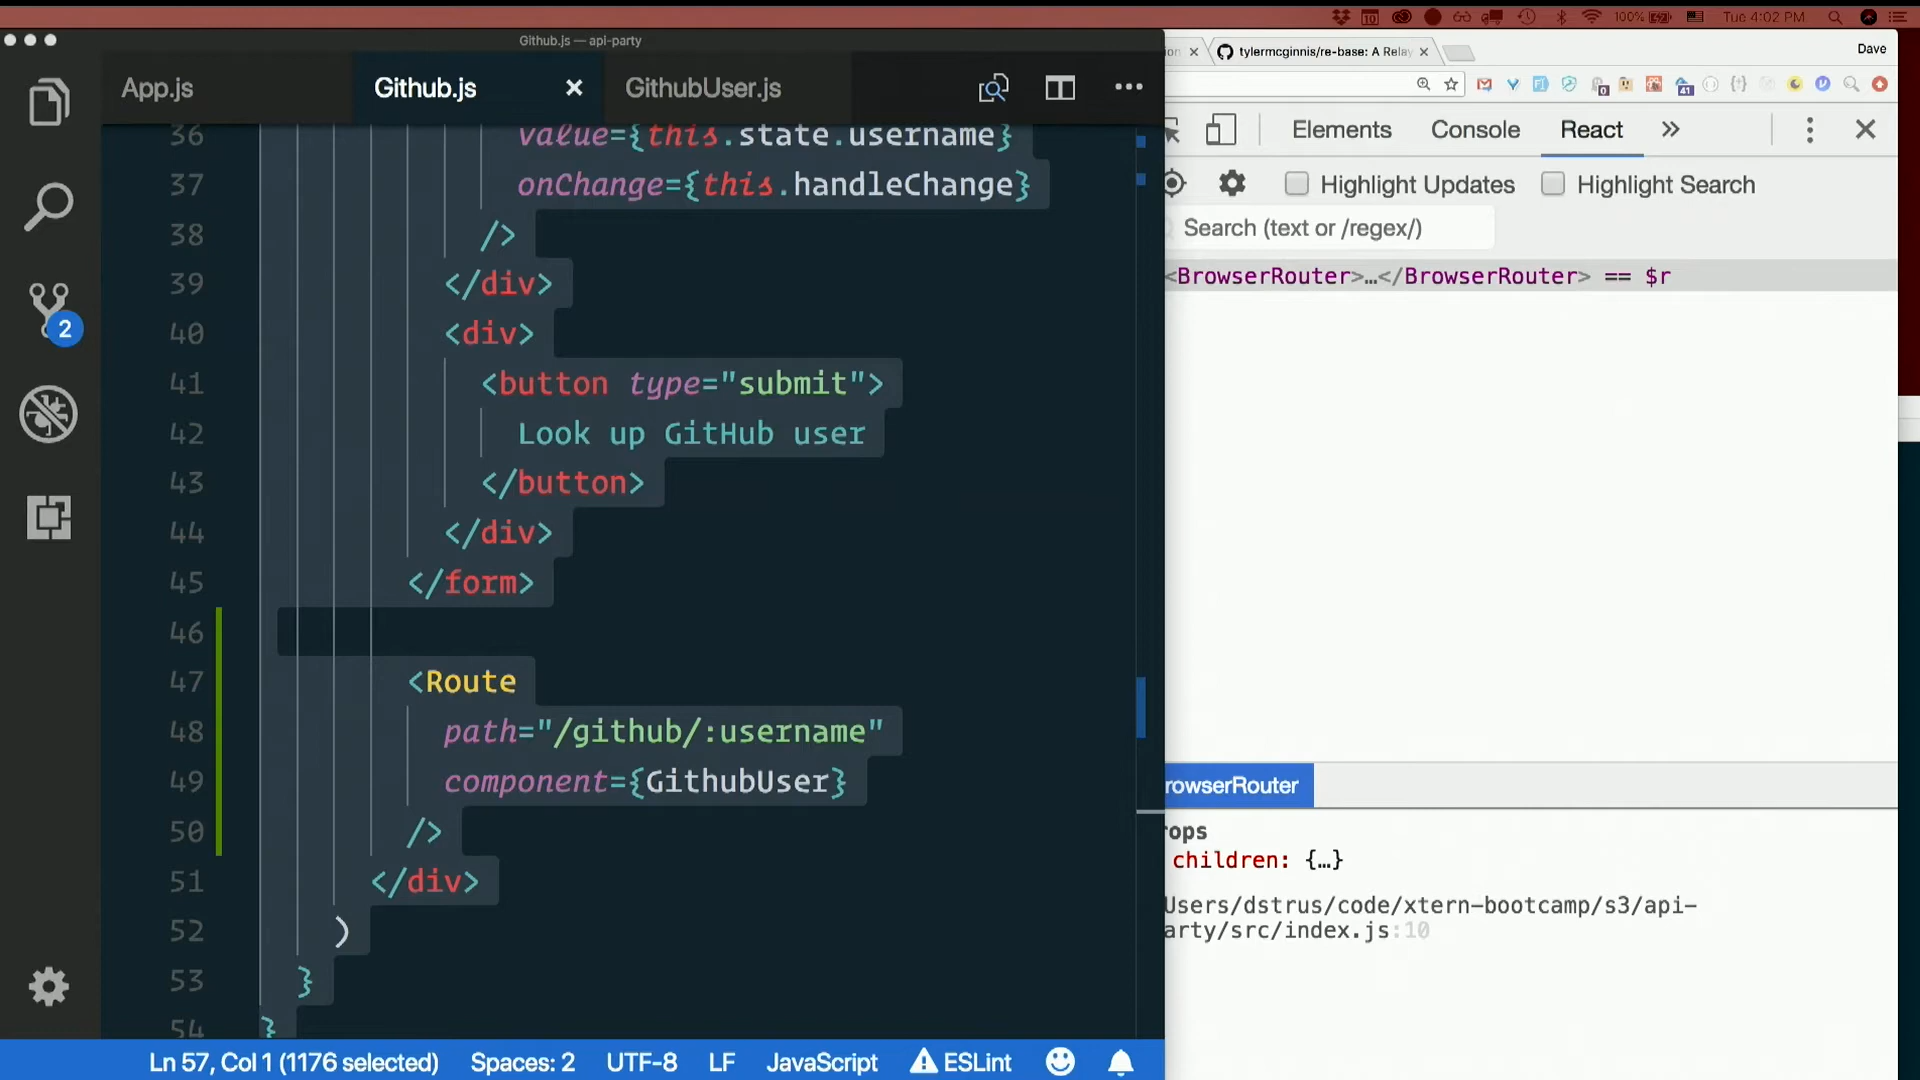 100%
Tue 4:02 PM
Github.js — api-party
tylermcginnis/re-base: A Relay
Dave
App.js
Github.js
GithubUser.js
Elements
Console
React
Highlight Updates
Highlight Search
Search (text or /regex/)
<BrowserRouter>…</BrowserRouter> == $r
36 value={this.state.username}
37 onChange={this.handleChange}
38 />
39 </div>
40 <div>
41 <button type="submit">
42 Look up GitHub user
43 </button>
44 </div>
45 </form>
46
47 <Route
48 path="/github/:username"
49 component={GithubUser}
50 />
51 </div>
52 )
53 }
54 }
2
rowserRouter
rops
children: {…}
Users/dstrus/code/xtern-bootcamp/s3/api-
arty/src/index.js:10
Ln 57, Col 1 (1176 selected)
Spaces: 2
UTF-8
LF
JavaScript
ESLint